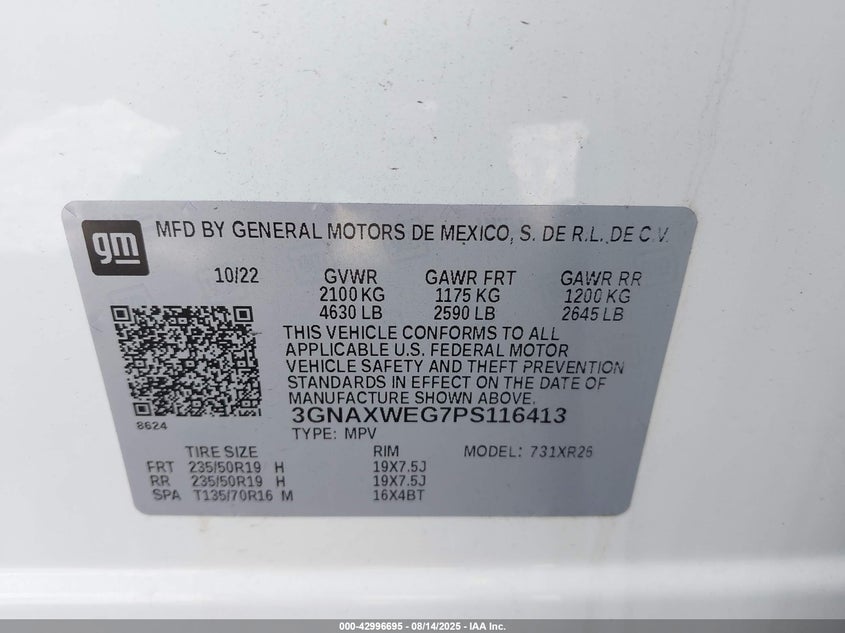 gm
MFD BY GENERAL MOTORS DE MEXICO, S. DE R.L. DE C.V.
10/22 GVWR GAWR FRT GAWR RR
2100 KG 1175 KG 1200 KG
4630 LB 2590 LB 2645 LB
THIS VEHICLE CONFORMS TO ALL
APPLICABLE U.S. FEDERAL MOTOR
VEHICLE SAFETY AND THEFT PREVENTION
STANDARDS IN EFFECT ON THE DATE OF
MANUFACTURE SHOWN ABOVE.
3GNAXWEG7PS116413
8624
TYPE: MPV
TIRE SIZE RIM MODEL: 731XR26
FRT 235/50R19 H 19X7.5J
RR 235/50R19 H 19X7.5J
SPA T135/70R16 M 16X4BT
000-42996695 - 08/14/2025 - IAA Inc.